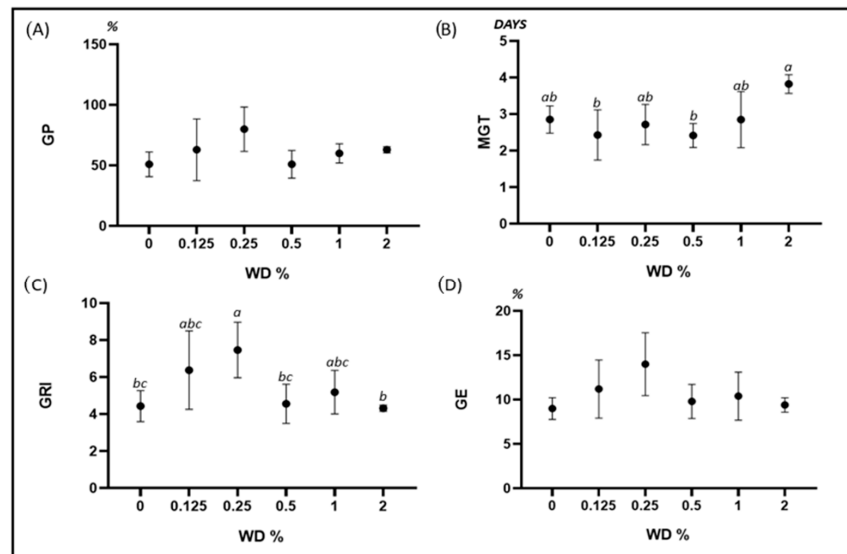 (A)
%
150
100
50
0
GP
0 0.125 0.25 0.5 1 2
WD %
(B)
DAYS
5
4
3
2
1
0
MGT
ab b ab b ab a
0 0.125 0.25 0.5 1 2
WD %
(C)
10
8
6
4
2
0
GRI
bc abc a bc abc b
0 0.125 0.25 0.5 1 2
WD %
(D)
%
20
15
10
5
0
GE
0 0.125 0.25 0.5 1 2
WD %